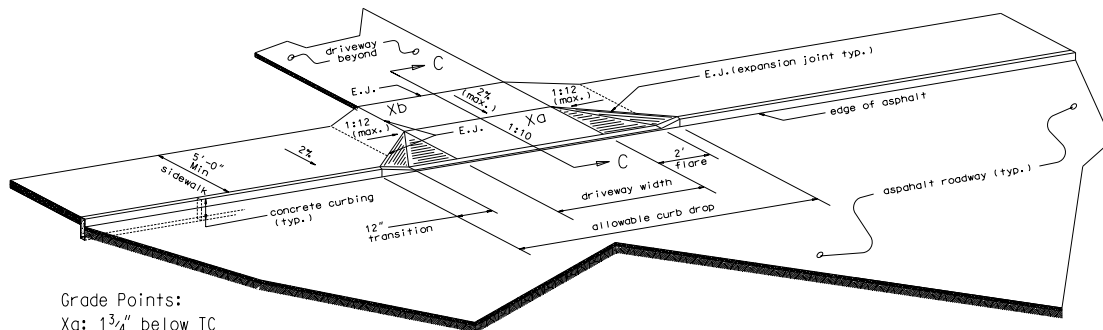 driveway
beyond
C
E.J.(expansion joint typ.)
E.J.
2%
(max.)
1:12
(max.)
edge of asphalt
Xb
Xa
1:12
(max.)
E.J.
1:10
C
5'-0"
Min
sidewalk
2%
2'
flare
driveway width
aspahalt roadway (typ.)
concrete curbing
(typ.)
allowable curb drop
12"
transition
Grade Points:
Xa: 1 3/4" below TC